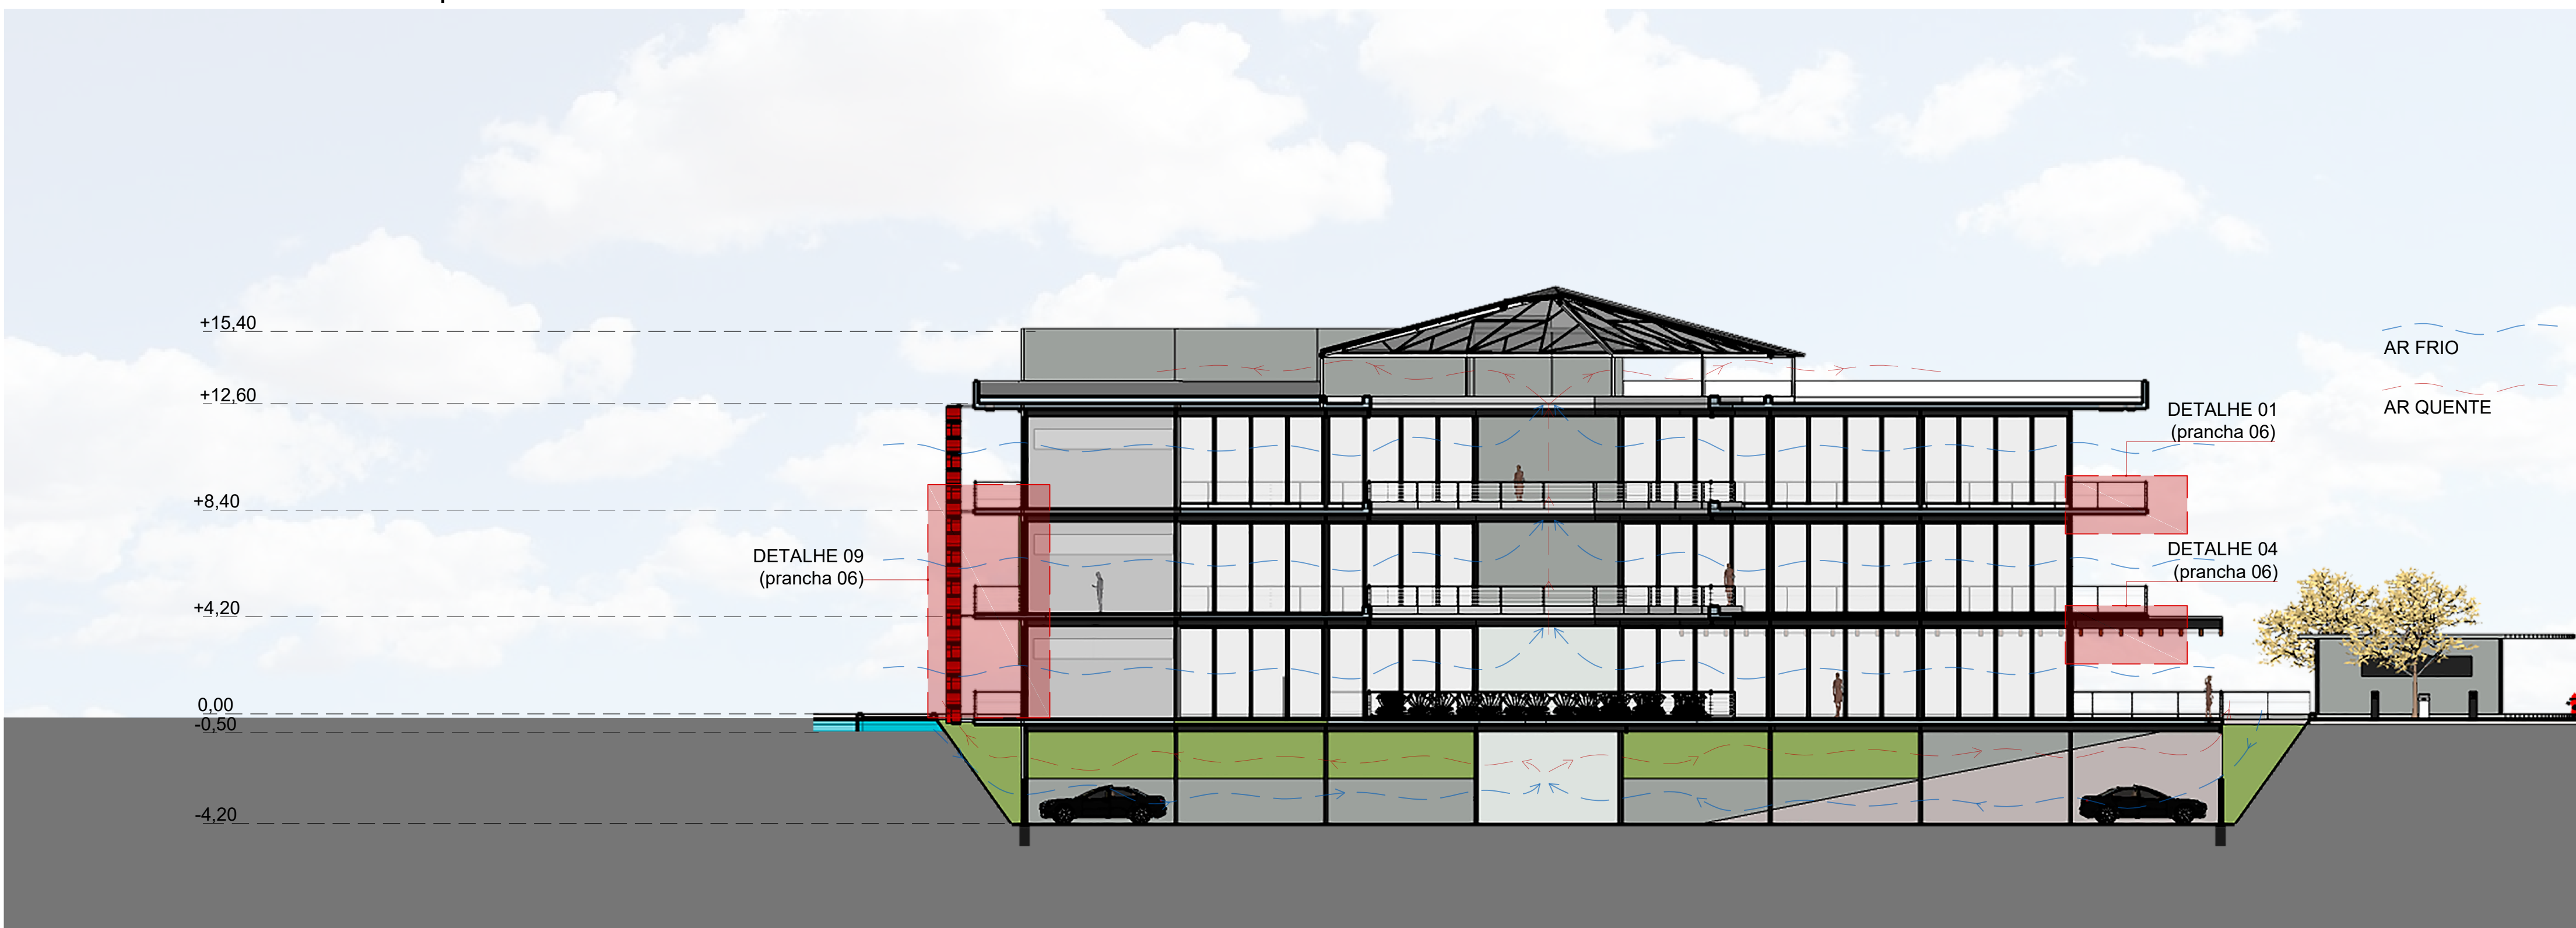 +15,40
+12,60
+8,40
+4,20
0,00
-0,50
-4,20
DETALHE 09
(prancha 06)
AR FRIO
AR QUENTE
DETALHE 01
(prancha 06)
DETALHE 04
(prancha 06)